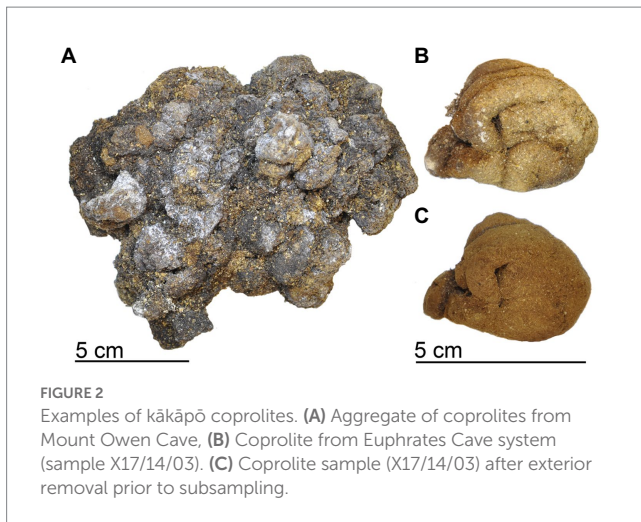 A
B
C
5 cm
5 cm
FIGURE 2
Examples of kākāpō coprolites. (A) Aggregate of coprolites from
Mount Owen Cave, (B) Coprolite from Euphrates Cave system
(sample X17/14/03). (C) Coprolite sample (X17/14/03) after exterior
removal prior to subsampling.